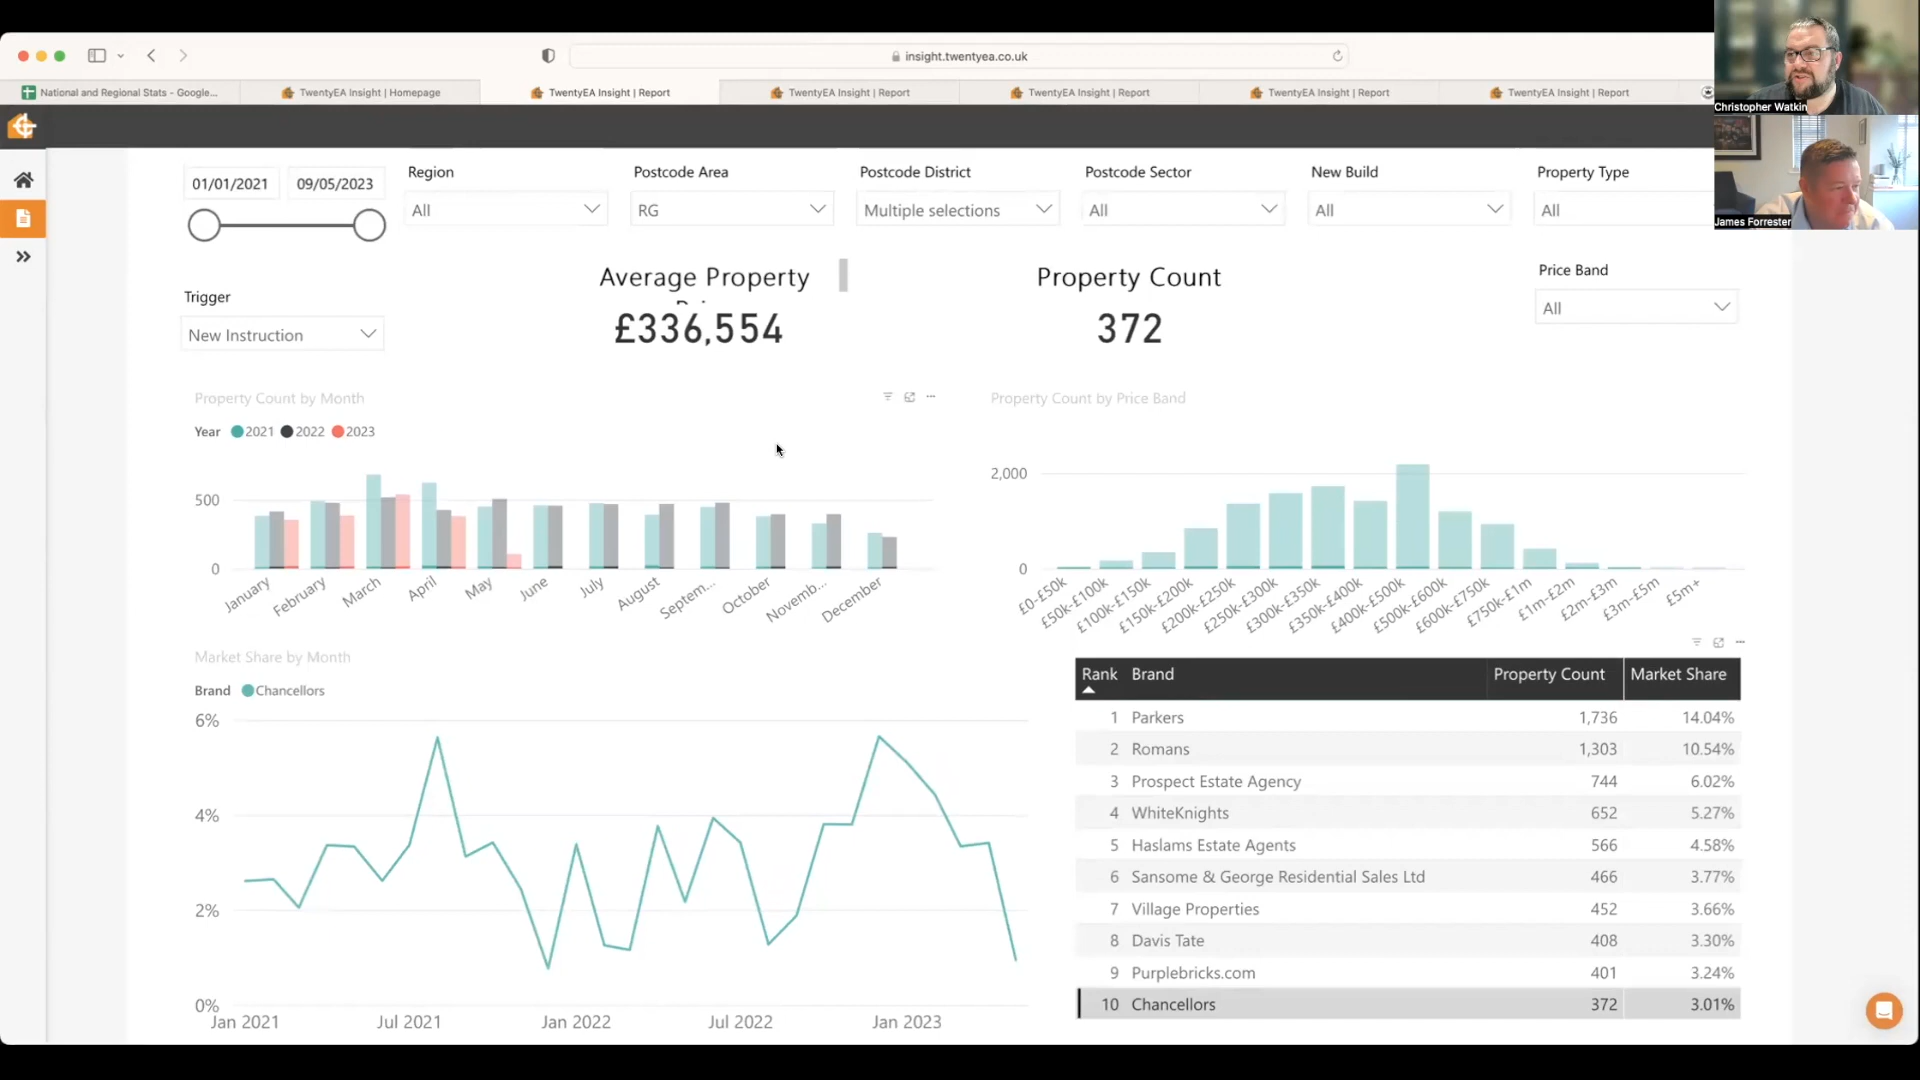 insight.twentyea.co.uk
National and Regional Stats - Google...
TwentyEA Insight | Homepage
TwentyEA Insight | Report
TwentyEA Insight | Report
TwentyEA Insight | Report
TwentyEA Insight | Report
TwentyEA Insight | Report
Christopher Watkin
James Forrester
01/01/2021
09/05/2023
Region
All
Postcode Area
RG
Postcode District
Multiple selections
Postcode Sector
All
New Build
All
Property Type
All
Trigger
New Instruction
Average Property
£336,554
Property Count
372
Price Band
All
Property Count by Month
Year 2021 2022 2023
500
0
January
February
March
April
May
June
July
August
Septem...
October
Novemb...
December
Property Count by Price Band
2,000
0
£0-£50k
£50k-£100k
£100k-£150k
£150k-£200k
£200k-£250k
£250k-£300k
£300k-£350k
£350k-£400k
£400k-£500k
£500k-£600k
£600k-£750k
£750k-£1m
£1m-£2m
£2m-£3m
£3m-£5m
£5m+
Market Share by Month
Brand Chancellors
6%
4%
2%
0%
Jan 2021
Jul 2021
Jan 2022
Jul 2022
Jan 2023
Rank Brand Property Count Market Share
1 Parkers 1,736 14.04%
2 Romans 1,303 10.54%
3 Prospect Estate Agency 744 6.02%
4 WhiteKnights 652 5.27%
5 Haslams Estate Agents 566 4.58%
6 Sansome & George Residential Sales Ltd 466 3.77%
7 Village Properties 452 3.66%
8 Davis Tate 408 3.30%
9 Purplebricks.com 401 3.24%
10 Chancellors 372 3.01%